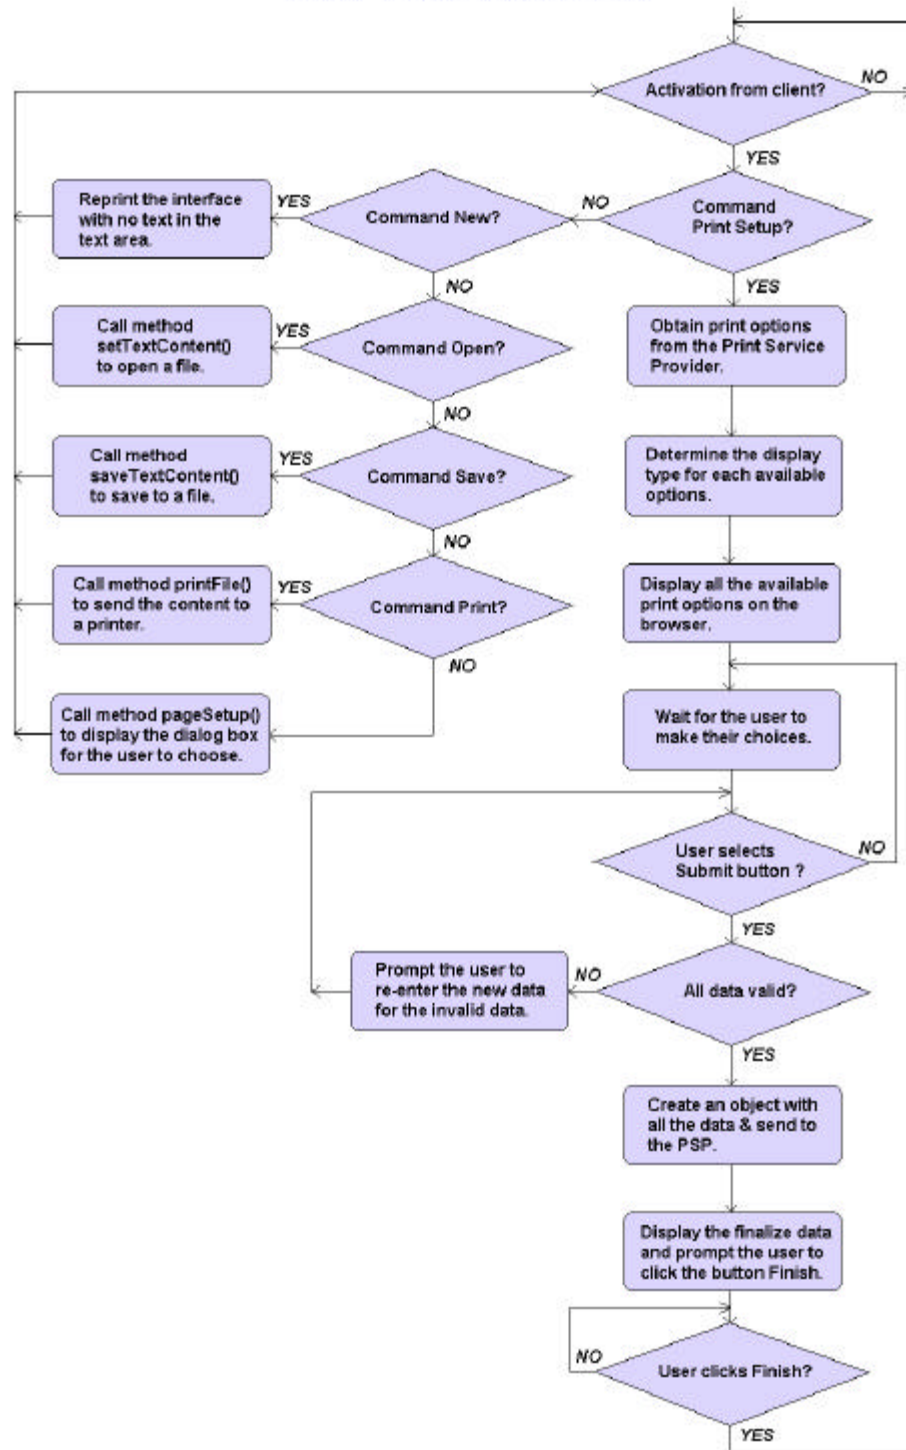 Activation from client?
NO
YES
Command
Print Setup?
NO
YES
Command New?
YES
NO
Reprint the interface
with no text in the
text area.
Command Open?
YES
NO
Call method
setTextContent()
to open a file.
Command Save?
YES
NO
Call method
saveTextContent()
to save to a file.
Command Print?
YES
NO
Call method printFile()
to send the content to
a printer.
Call method pageSetup()
to display the dialog box
for the user to choose.
Obtain print options
from the Print Service
Provider.
Determine the display
type for each available
options.
Display all the available
print options on the
browser.
Wait for the user to
make their choices.
User selects
Submit button ?
NO
YES
All data valid?
NO
YES
Prompt the user to
re-enter the new data
for the invalid data.
Create an object with
all the data & send to
the PSP.
Display the finalize data
and prompt the user to
click the button Finish.
User clicks Finish?
NO
YES